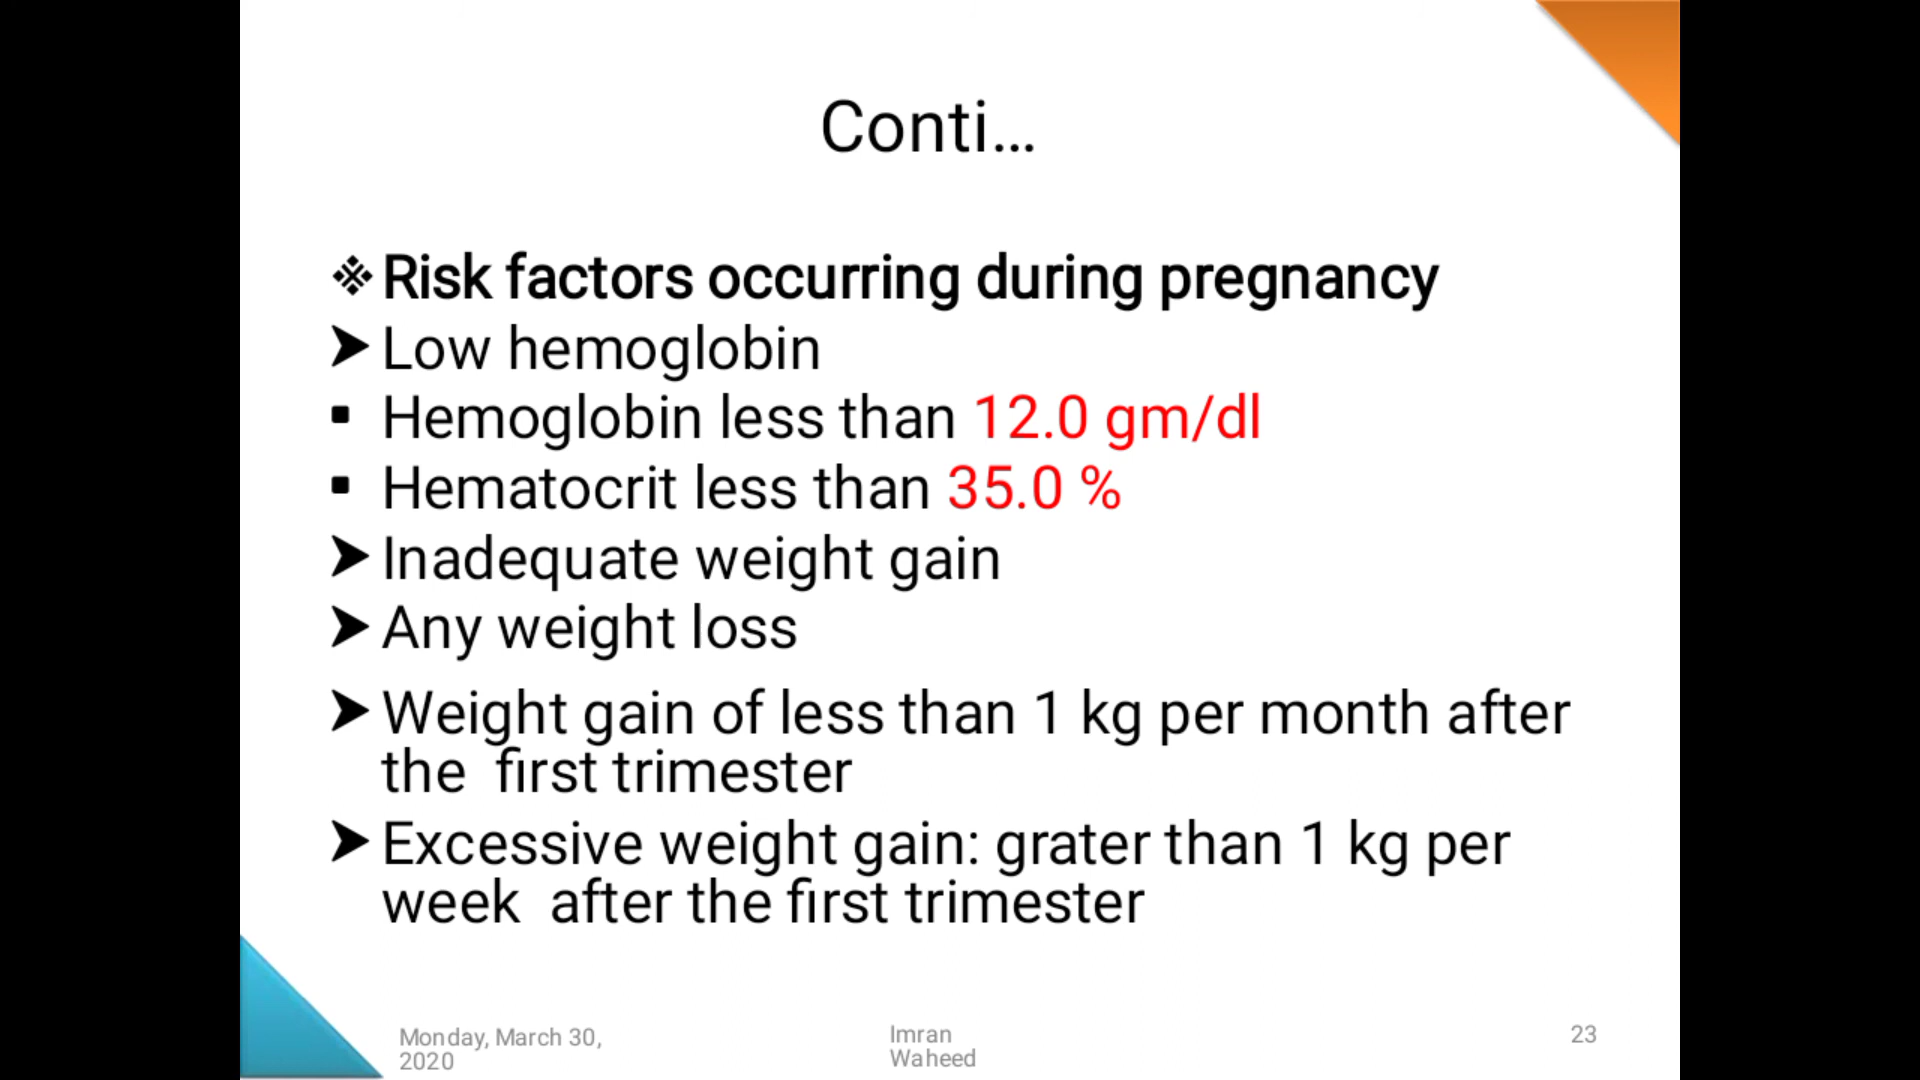 Conti...
❖ Risk factors occurring during pregnancy
➤ Low hemoglobin
▪ Hemoglobin less than 12.0 gm/dl
▪ Hematocrit less than 35.0 %
➤ Inadequate weight gain
➤ Any weight loss
➤ Weight gain of less than 1 kg per month after
the first trimester
➤ Excessive weight gain: grater than 1 kg per
week after the first trimester
Monday, March 30,
2020
Imran
Waheed
23